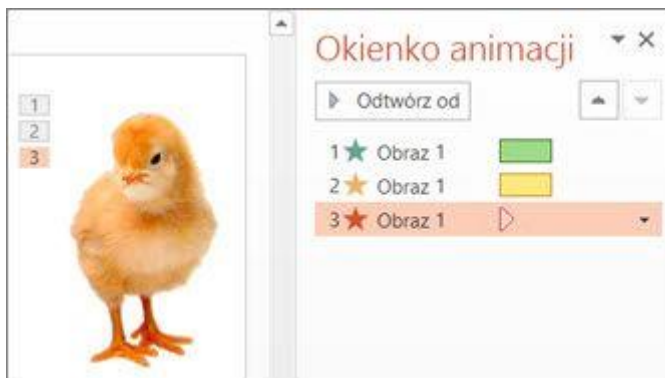 1
2
3
Okienko animacji
Odtwórz od
1 Obraz 1
2 Obraz 1
3 Obraz 1